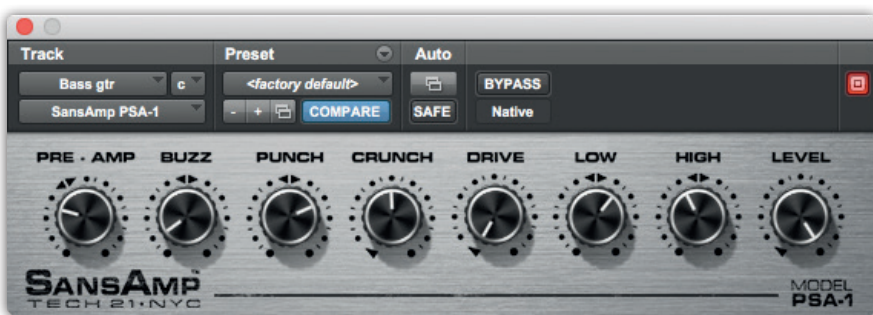 Track Preset Auto
Bass gtr c <factory default> BYPASS
SansAmp PSA-1 - + COMPARE SAFE Native
PRE-AMP BUZZ PUNCH CRUNCH DRIVE LOW HIGH LEVEL
SANSAMP™ MODEL
TECH 21•NYC PSA-1